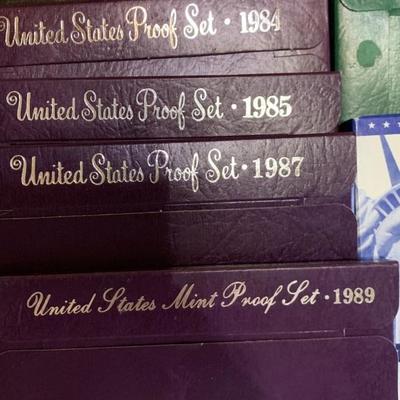 United States Proof Set · 1984
United States Proof Set · 1985
United States Proof Set · 1987
United States Mint Proof Set · 1989